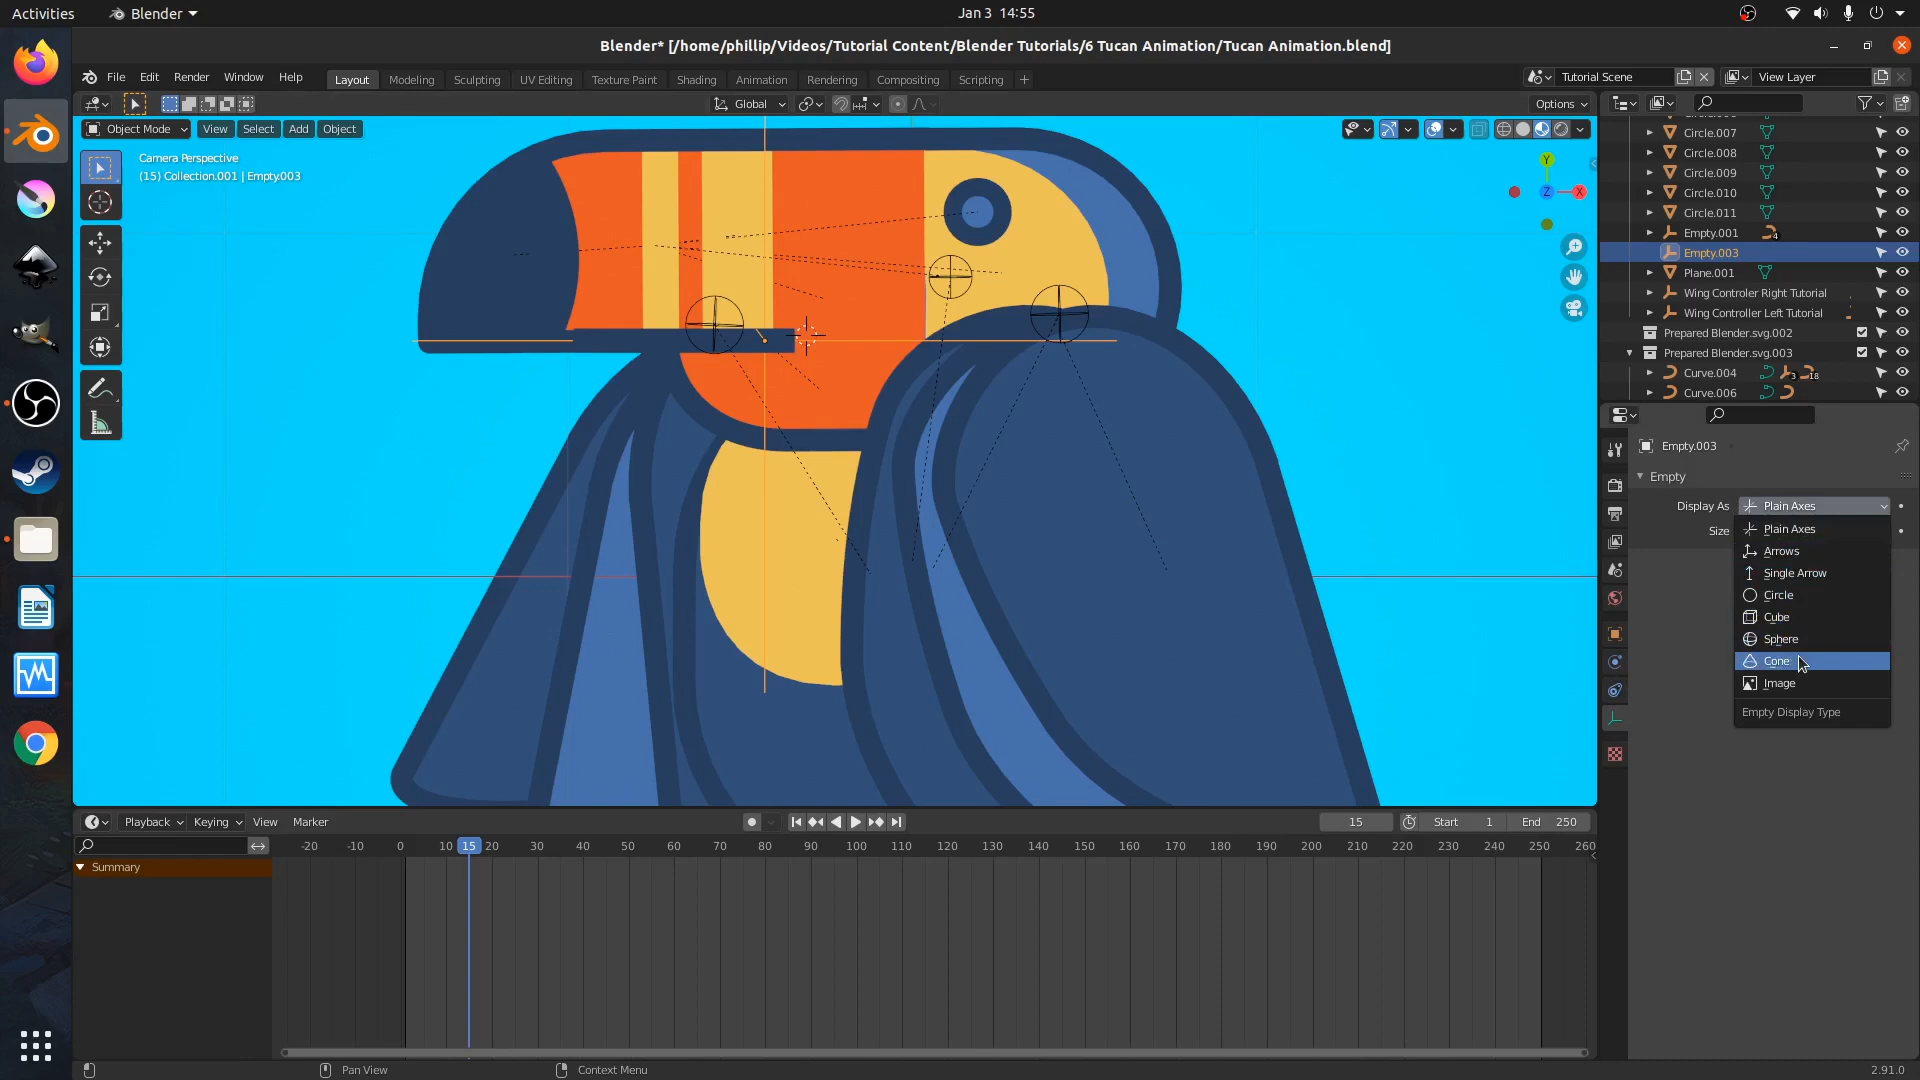 Activities
Blender
Jan 3 14:55
Blender* [/home/phillip/Videos/Tutorial Content/Blender Tutorials/6 Tucan Animation/Tucan Animation.blend]
File Edit Render Window Help
Layout Modeling Sculpting UV Editing Texture Paint Shading Animation Rendering Compositing Scripting +
Tutorial Scene
View Layer
Global
Options
Object Mode View Select Add Object
Camera Perspective
(15) Collection.001 | Empty.003
Y
Z
X
Circle.007
Circle.008
Circle.009
Circle.010
Circle.011
Empty.001 4
Empty.003
Plane.001
Wing Controler Right Tutorial
Wing Controller Left Tutorial
Prepared Blender.svg.002
Prepared Blender.svg.003
Curve.004 3 18
Curve.006
Empty.003
Empty
Display As Plain Axes
Size
Plain Axes
Arrows
Single Arrow
Circle
Cube
Sphere
Cone
Image
Empty Display Type
Playback Keying View Marker
15 Start 1 End 250
-20 -10 0 10 15 20 30 40 50 60 70 80 90 100 110 120 130 140 150 160 170 180 190 200 210 220 230 240 250 260
Summary
Pan View
Context Menu
2.91.0